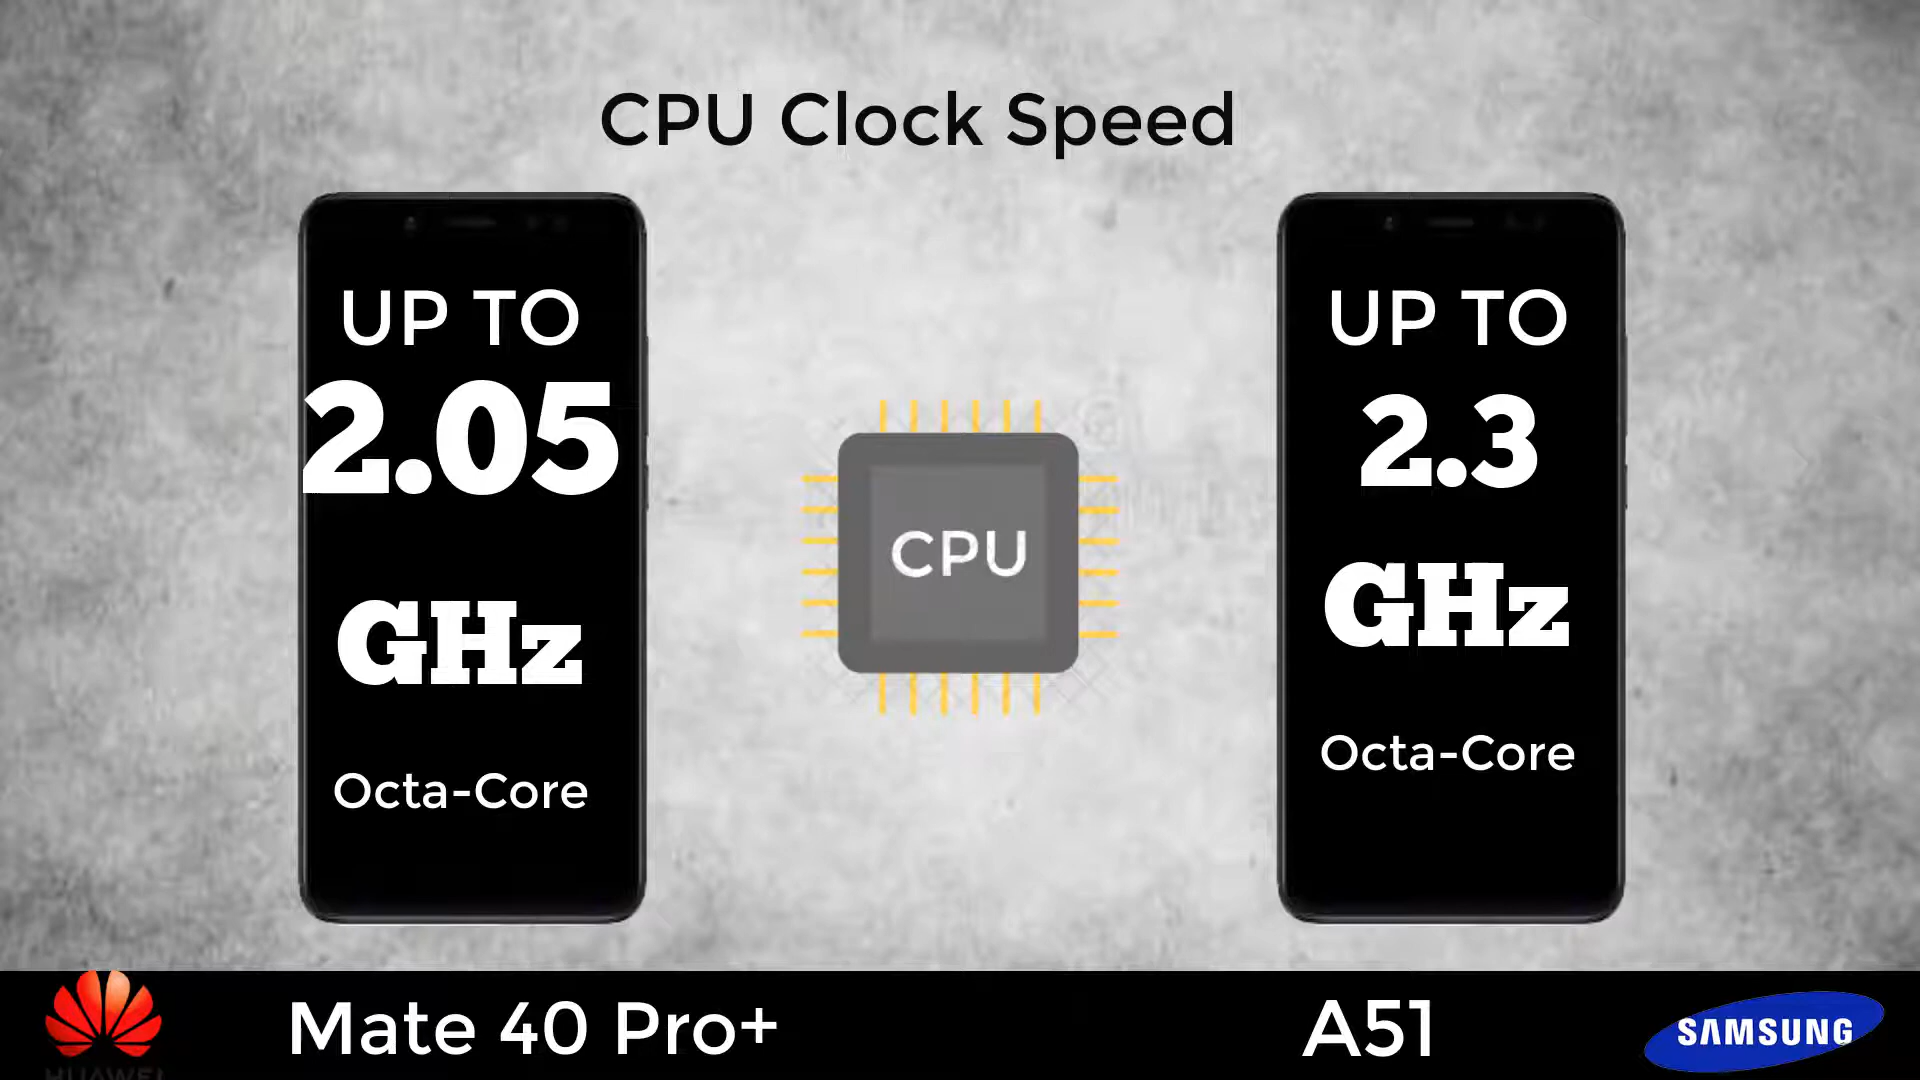 CPU Clock Speed
UP TO
2.05
GHz
Octa-Core
CPU
UP TO
2.3
GHz
Octa-Core
HUAWEI
Mate 40 Pro+
A51
SAMSUNG